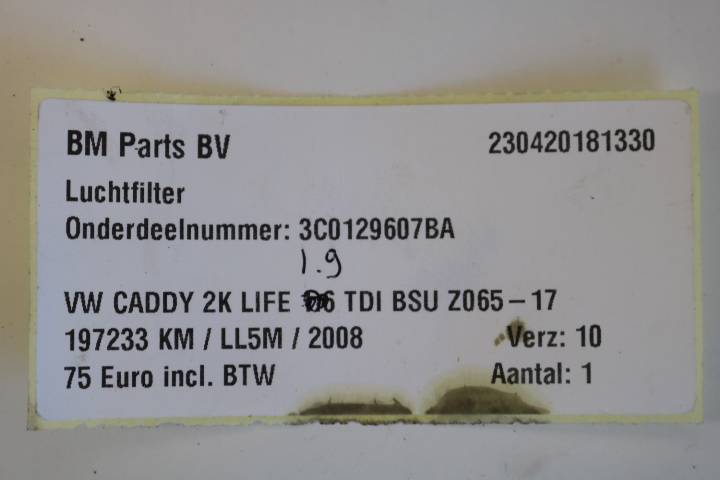 BM Parts BV 230420181330
Luchtfilter
Onderdeelnummer: 3C0129607BA
1.9
VW CADDY 2K LIFE TDI BSU Z065-17
197233 KM / LL5M / 2008 Verz: 10
75 Euro incl. BTW Aantal: 1